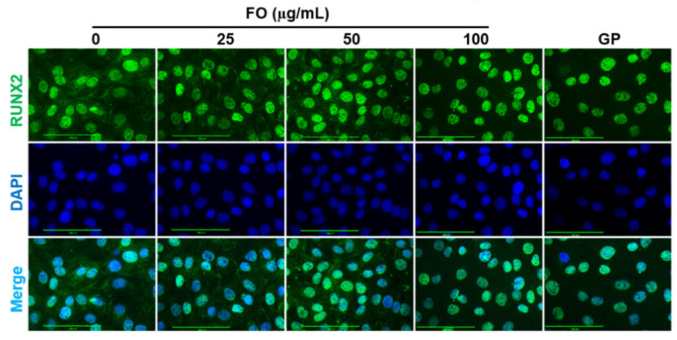 FO (μg/mL)
0 25 50 100 GP
RUNX2
DAPI
Merge